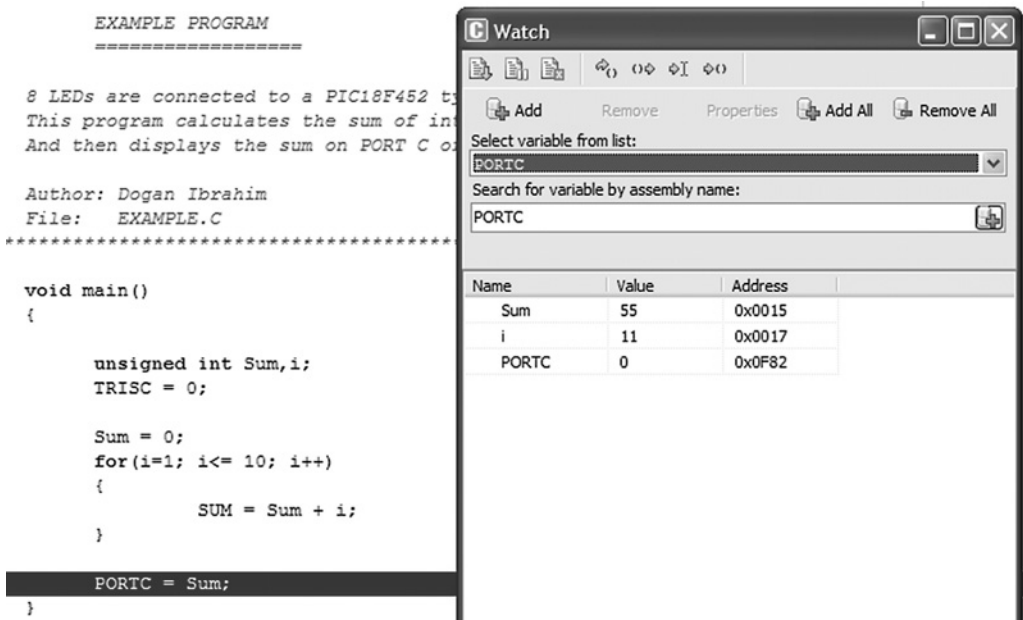 EXAMPLE PROGRAM
==================
8 LEDs are connected to a PIC18F452
This program calculates the sum of
And then displays the sum on PORT C
Author: Dogan Ibrahim
File: EXAMPLE.C
******************************************
void main()
{
unsigned int Sum,i;
TRISC = 0;
Sum = 0;
for(i=1; i<= 10; i++)
{
SUM = Sum + i;
}
PORTC = Sum;
}
Watch
Add Remove Properties Add All Remove All
Select variable from list:
PORTC
Search for variable by assembly name:
PORTC
Name Value Address
Sum 55 0x0015
i 11 0x0017
PORTC 0 0x0F82